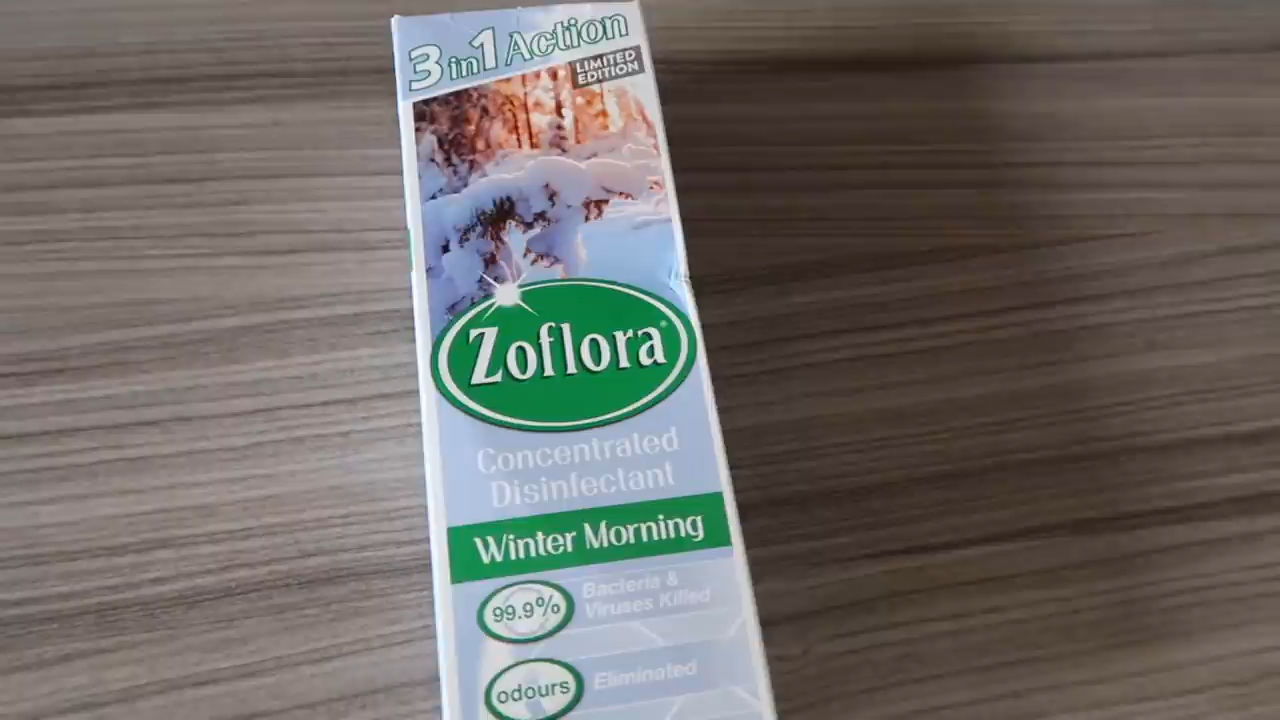 3 in 1 Action
LIMITED
EDITION
Zoflora
Concentrated
Disinfectant
Winter Morning
99.9%
Bacteria &
Viruses Killed
odours
Eliminated